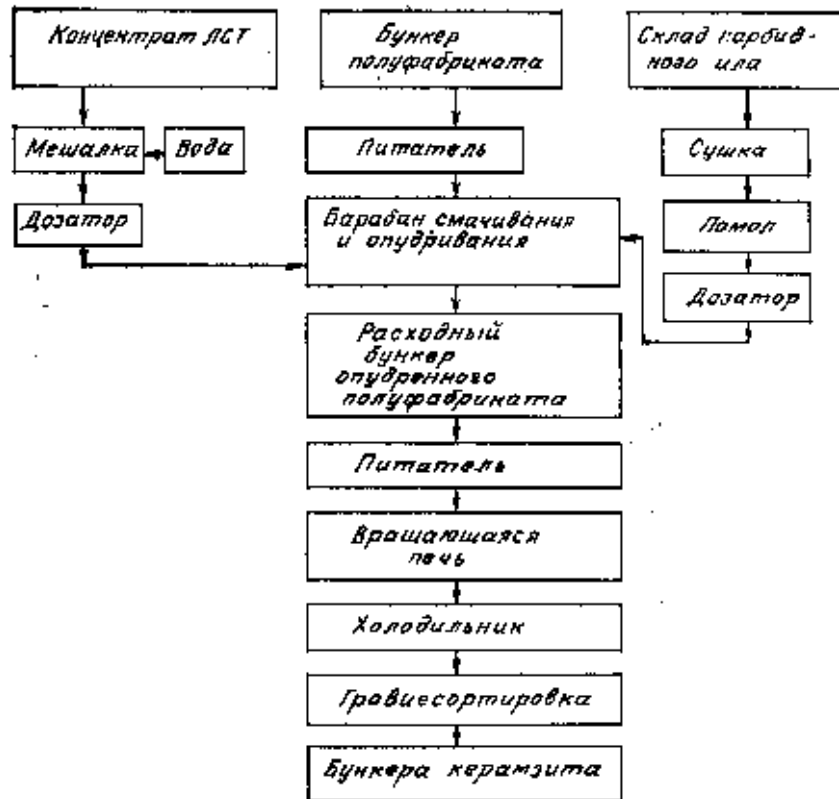 Концентрат ЛСТ
Бункер
полуфабриката
Склад карбид-
ного ила
Мешалка
Вода
Питатель
Сушка
Дозатор
Барабан смачивания
и опудривания
Помол
Дозатор
Расходный
бункер
опудренного
полуфабриката
Питатель
Вращающаяся
печь
Холодильник
Гравиесортировка
Бункера керамзита